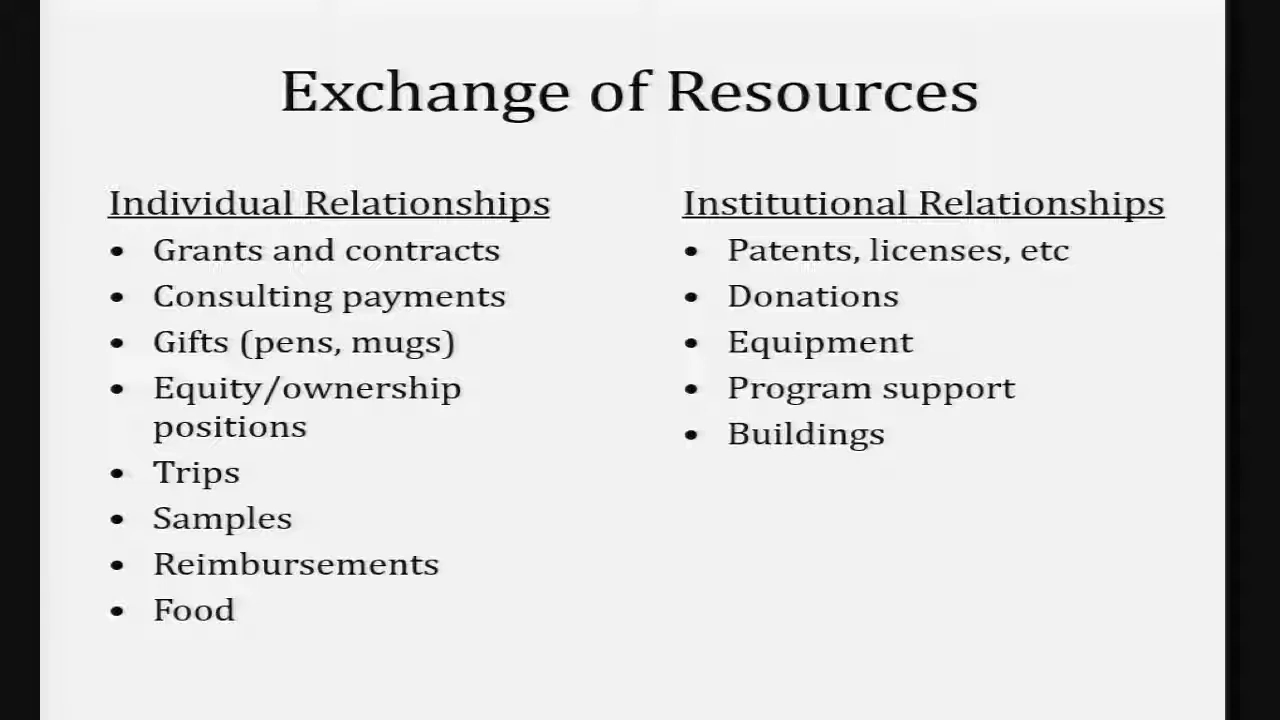 Exchange of Resources
Individual Relationships
• Grants and contracts
• Consulting payments
• Gifts (pens, mugs)
• Equity/ownership
positions
• Trips
• Samples
• Reimbursements
• Food
Institutional Relationships
• Patents, licenses, etc
• Donations
• Equipment
• Program support
• Buildings